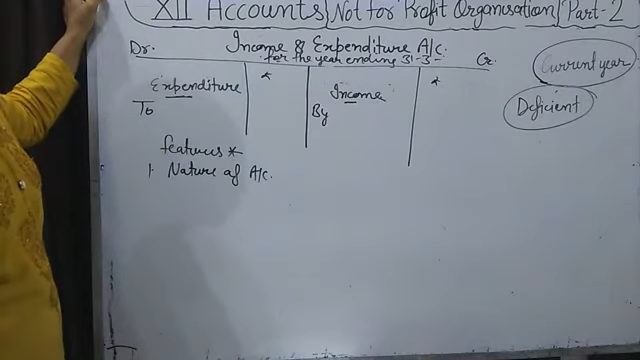 XII Accounts | Not for Profit Organisation | Part-2
Dr. Income & Expenditure A/C. Cr.
for the year ending 31-3-
Expenditure * Income *
To By
Current year
Deficient
features *
1. Nature of A/C.